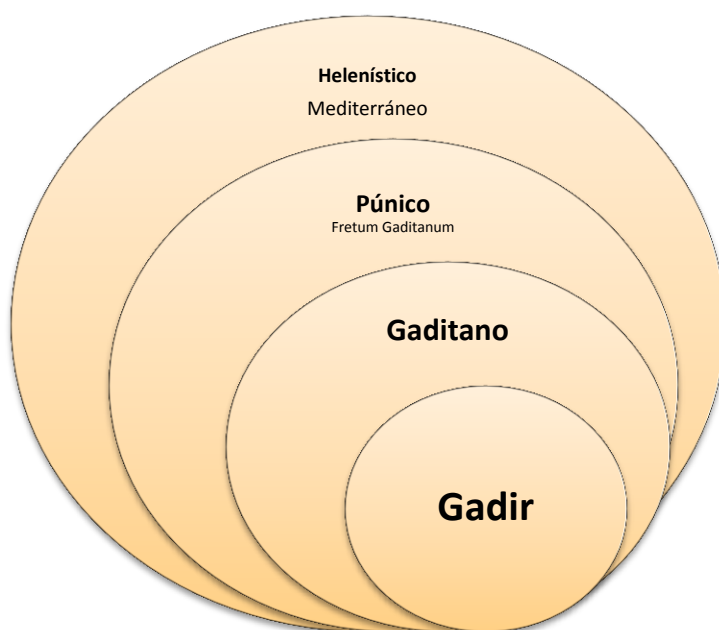 Helenístico
Mediterráneo
Púnico
Fretum Gaditanum
Gaditano
Gadir